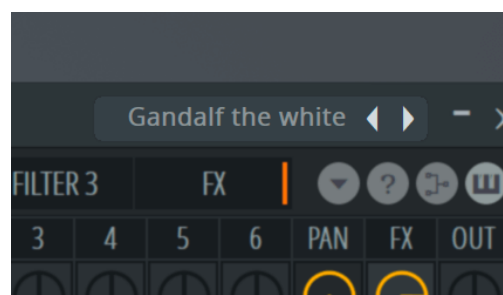 Gandalf the white
FILTER 3 FX
?
3 4 5 6 PAN FX OUT